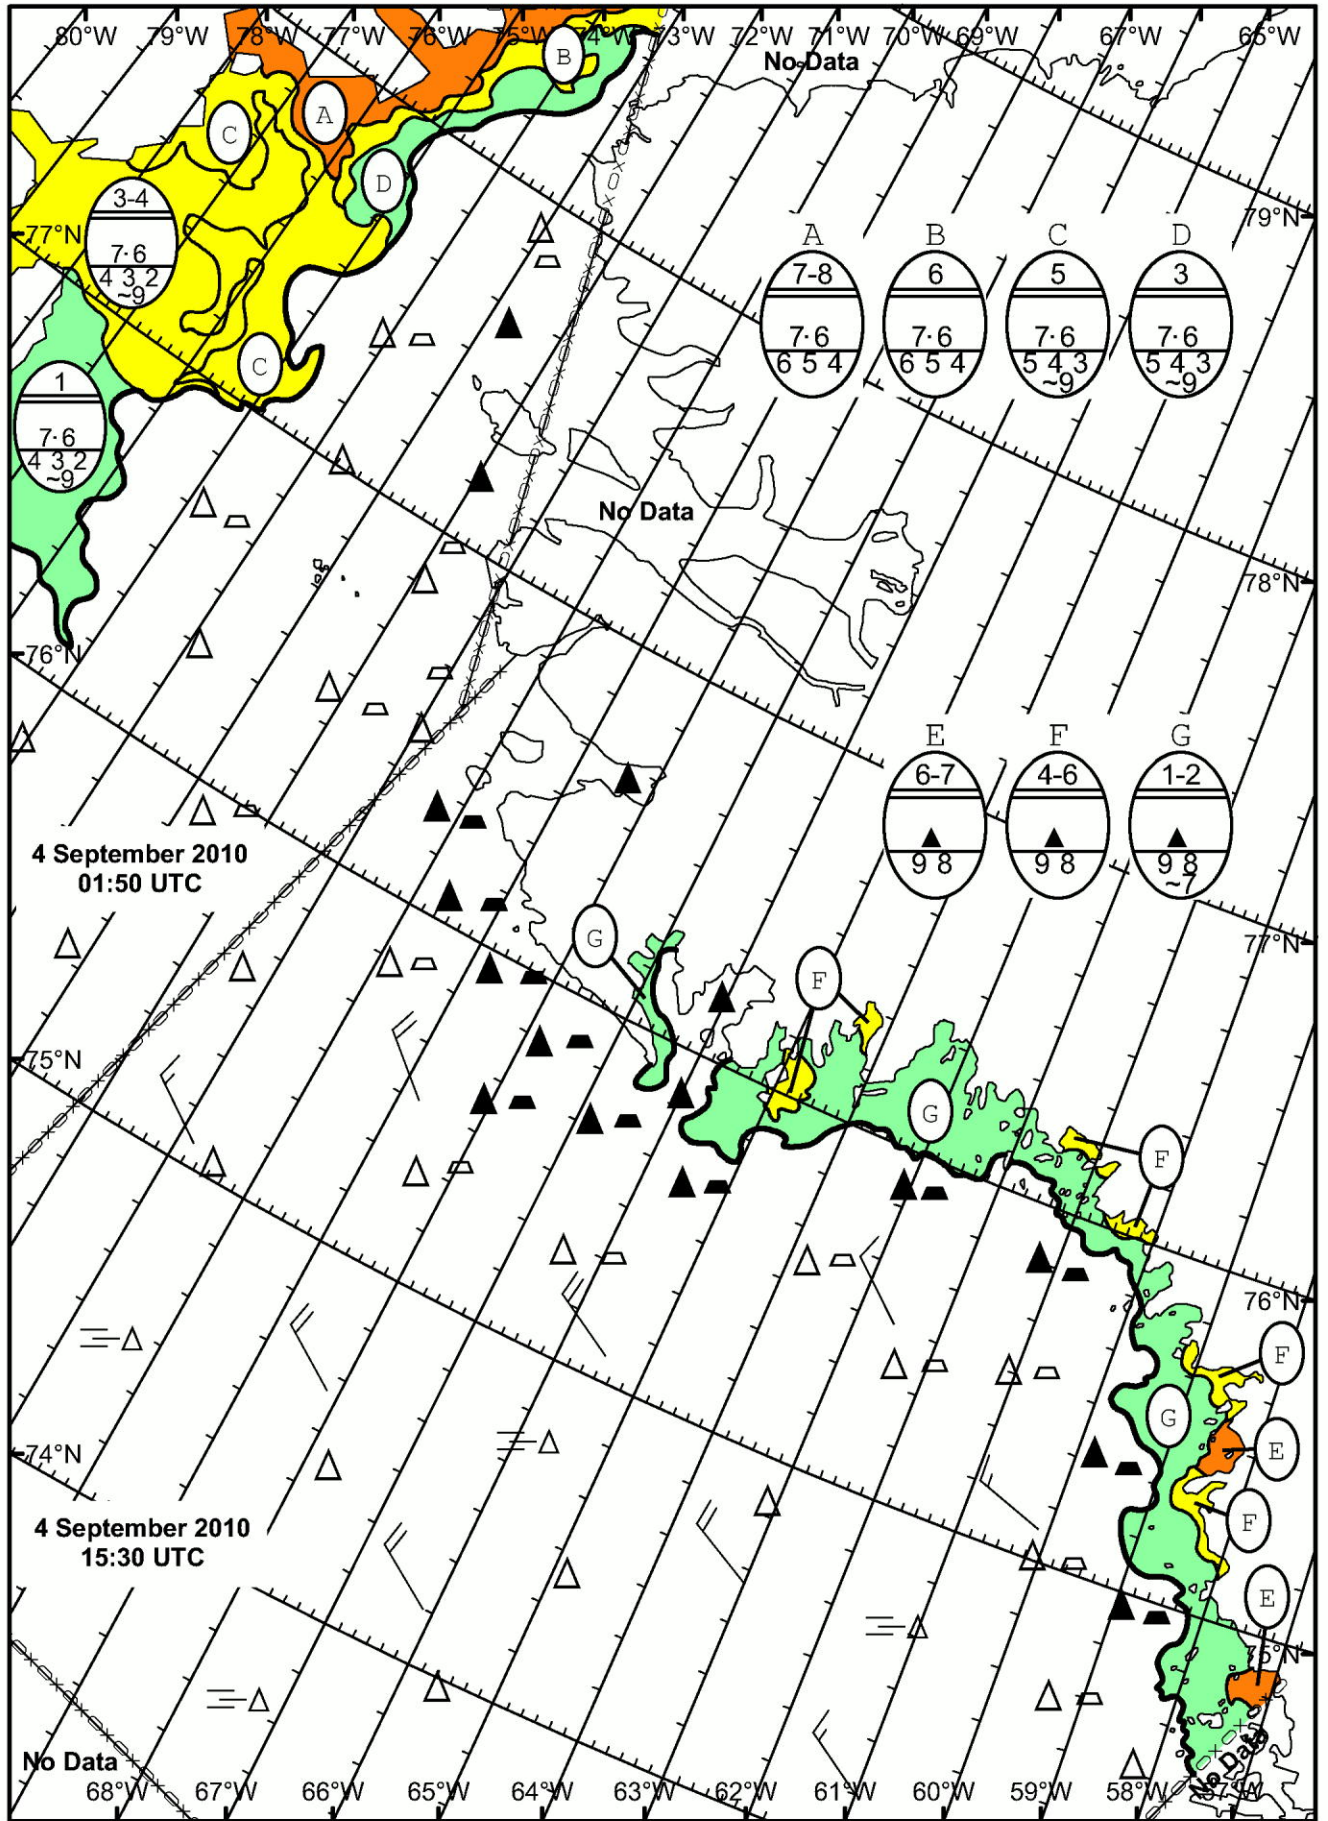 80°W 79°W 78°W 77°W 76°W 75°W 74°W 73°W 72°W 71°W 70°W 69°W 67°W 65°W
B
No Data
C
A
D
3-4
7·6
4 3 2
~9
77°N
79°N
A B C D
7-8 6 5 3
7·6 7·6 7·6 7·6
6 5 4 6 5 4 5 4 3 5 4 3
~9 ~9
C
1
7·6
4 3 2
~9
No Data
78°N
76°N
E F G
6-7 4-6 1-2
9 8 9 8 9 8
~7
4 September 2010
01:50 UTC
77°N
G
F
75°N
G
F
76°N
F
G
E
74°N
F
4 September 2010
15:30 UTC
E
75°N
No Data
No Data
68°W 67°W 66°W 65°W 64°W 63°W 62°W 61°W 60°W 59°W 58°W 57°W